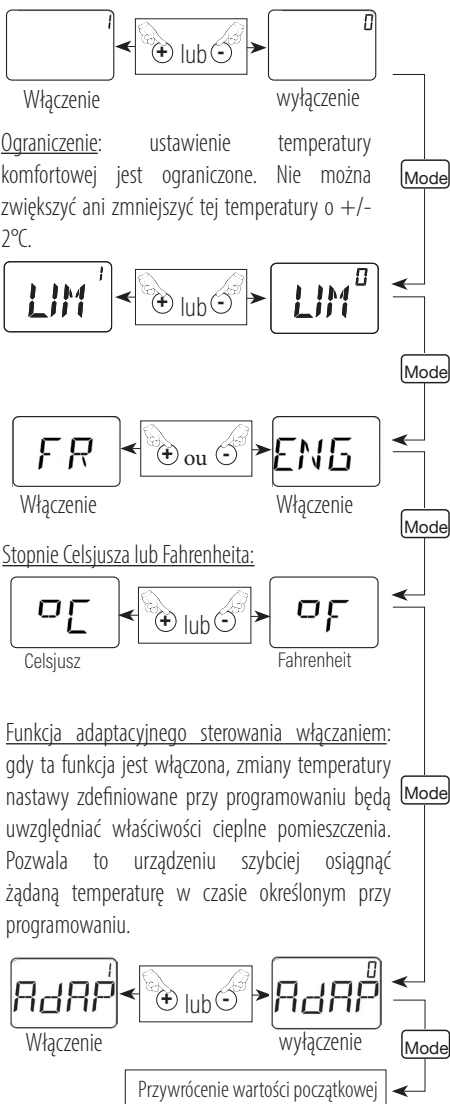 1 + lub - 0
Włączenie wyłączenie
Ograniczenie: ustawienie temperatury
komfortowej jest ograniczone. Nie można
zwiększyć ani zmniejszyć tej temperatury o +/-
2°C.
Mode
LIM 1 + lub - LIM 0
Mode
FR + ou - ENG
Włączenie Włączenie
Mode
Stopnie Celsjusza lub Fahrenheita:
°C + lub - °F
Celsjusz Fahrenheit
Funkcja adaptacyjnego sterowania włączaniem:
gdy ta funkcja jest włączona, zmiany temperatury
nastawy zdefiniowane przy programowaniu będą
uwzględniać właściwości cieplne pomieszczenia.
Pozwala to urządzeniu szybciej osiągnąć
żądaną temperaturę w czasie określonym przy
programowaniu.
Mode
AdAP 1 + lub - AdAP 0
Włączenie wyłączenie
Mode
Przywrócenie wartości początkowej